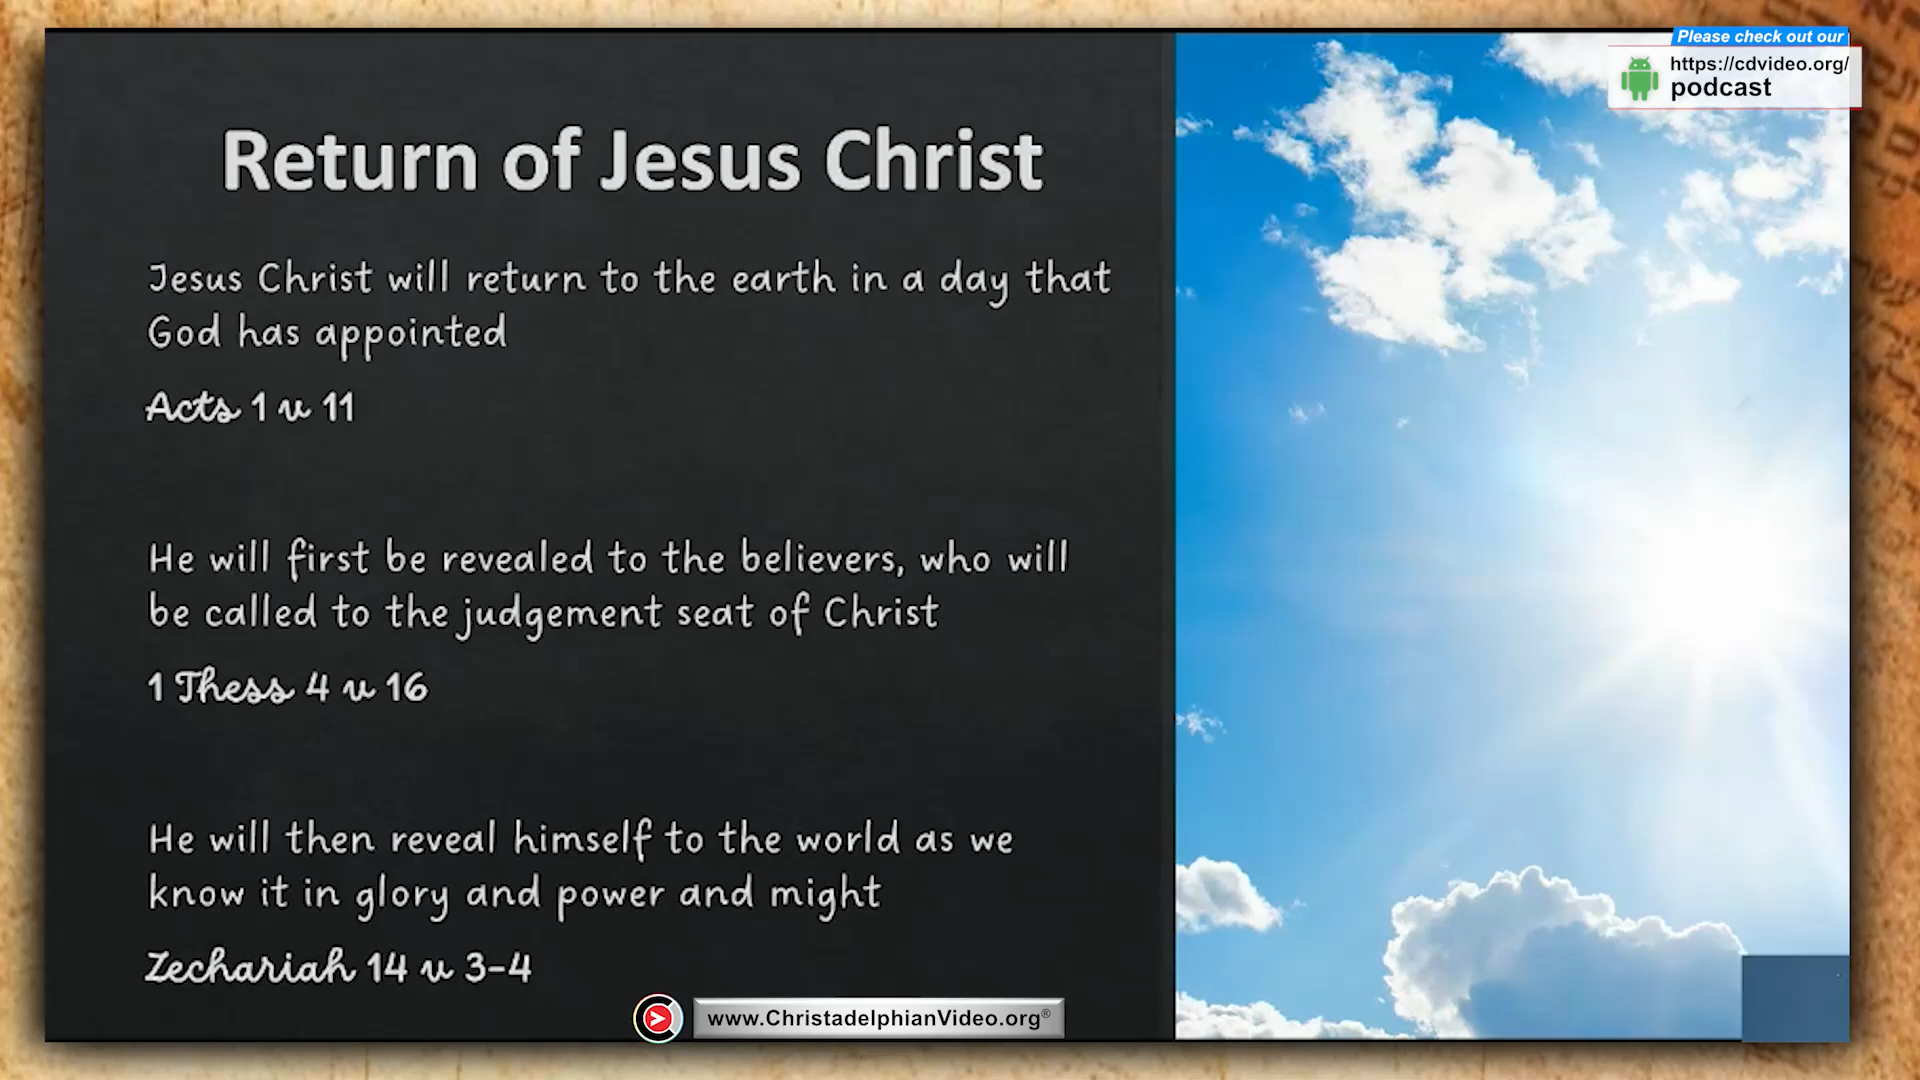 Please check out our
https://cdvideo.org/
podcast
Return of Jesus Christ
Jesus Christ will return to the earth in a day that
God has appointed
Acts 1 v 11
He will first be revealed to the believers, who will
be called to the judgement seat of Christ
1 Thess 4 v 16
He will then reveal himself to the world as we
know it in glory and power and might
Zechariah 14 v 3-4
www.ChristadelphianVideo.org®